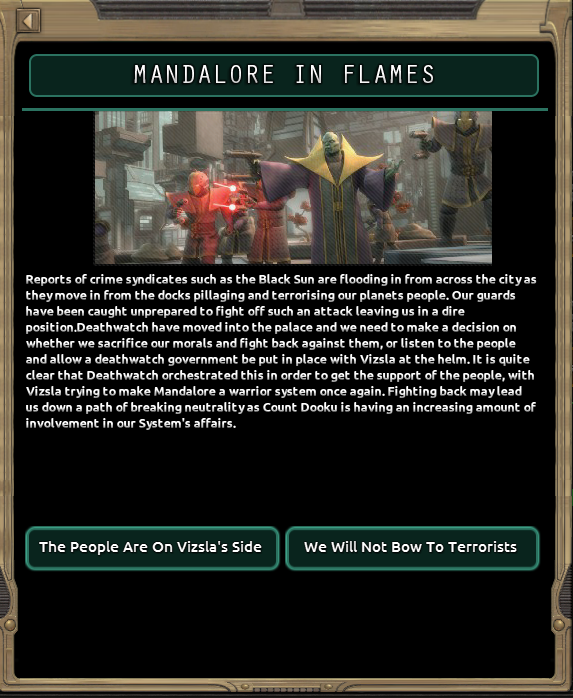 MANDALORE IN FLAMES
Reports of crime syndicates such as the Black Sun are flooding in from across the city as
they move in from the docks pillaging and terrorising our planets people. Our guards
have been caught unprepared to fight off such an attack leaving us in a dire
position.Deathwatch have moved into the palace and we need to make a decision on
whether we sacrifice our morals and fight back against them, or listen to the people
and allow a deathwatch government be put in place with Vizsla at the helm. It is quite
clear that Deathwatch orchestrated this in order to get the support of the people, with
Vizsla trying to make Mandalore a warrior system once again. Fighting back may lead
us down a path of breaking neutrality as Count Dooku is having an increasing amount of
involvement in our System's affairs.
The People Are On Vizsla's Side
We Will Not Bow To Terrorists